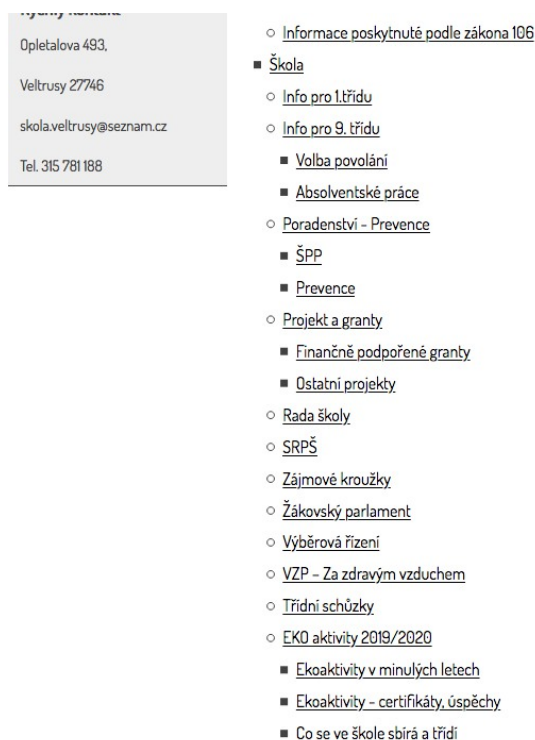 Rychlý kontakt
Opletalova 493,
Veltrusy 27746
skola.veltrusy@seznam.cz
Tel. 315 781 188
Informace poskytnuté podle zákona 106
Škola
Info pro 1.třídu
Info pro 9. třídu
Volba povolání
Absolventské práce
Poradenství - Prevence
ŠPP
Prevence
Projekt a granty
Finančně podpořené granty
Ostatní projekty
Rada školy
SRPŠ
Zájmové kroužky
Žákovský parlament
Výběrová řízení
VZP – Za zdravým vzduchem
Třídní schůzky
EKO aktivity 2019/2020
Ekoaktivity v minulých letech
Ekoaktivity - certifikáty, úspěchy
Co se ve škole sbírá a třídí